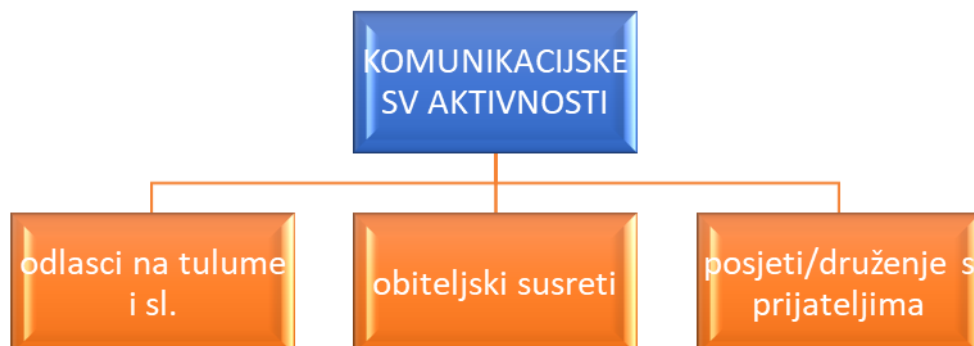 KOMUNIKACIJSKE
SV AKTIVNOSTI
odlasci na tulume
i sl.
obiteljski susreti
posjeti/druženje s
prijateljima